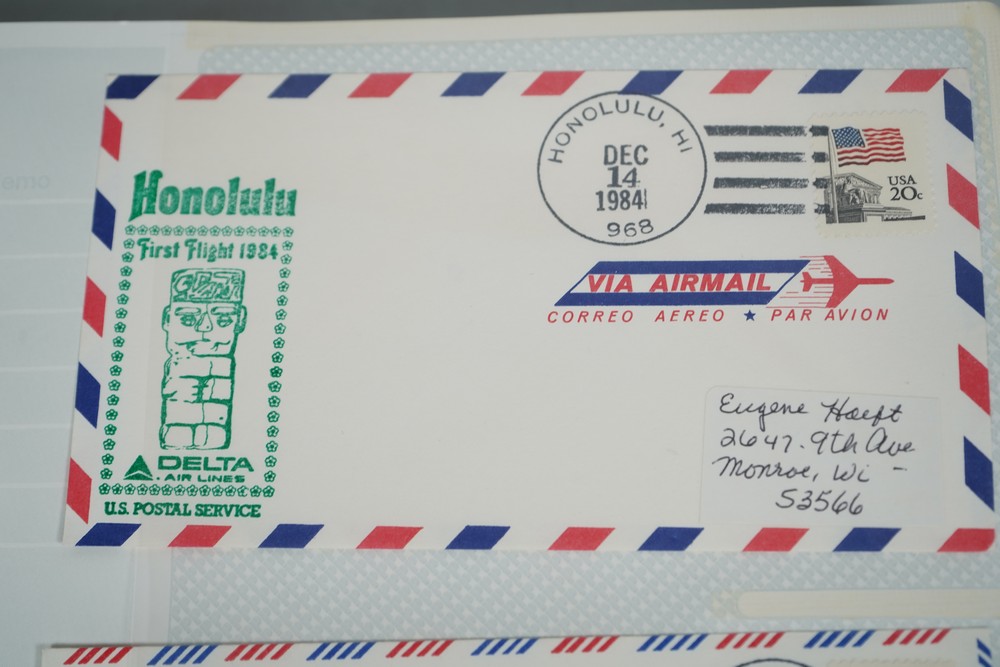 Honolulu
First Flight 1984
DELTA
AIR LINES
U.S. POSTAL SERVICE
HONOLULU, HI
DEC
14
1984
968
USA
20c
VIA AIRMAIL
CORREO AEREO ★ PAR AVION
Eugene Hoeft
2647-9th Ave
Monroe, Wi -
53566